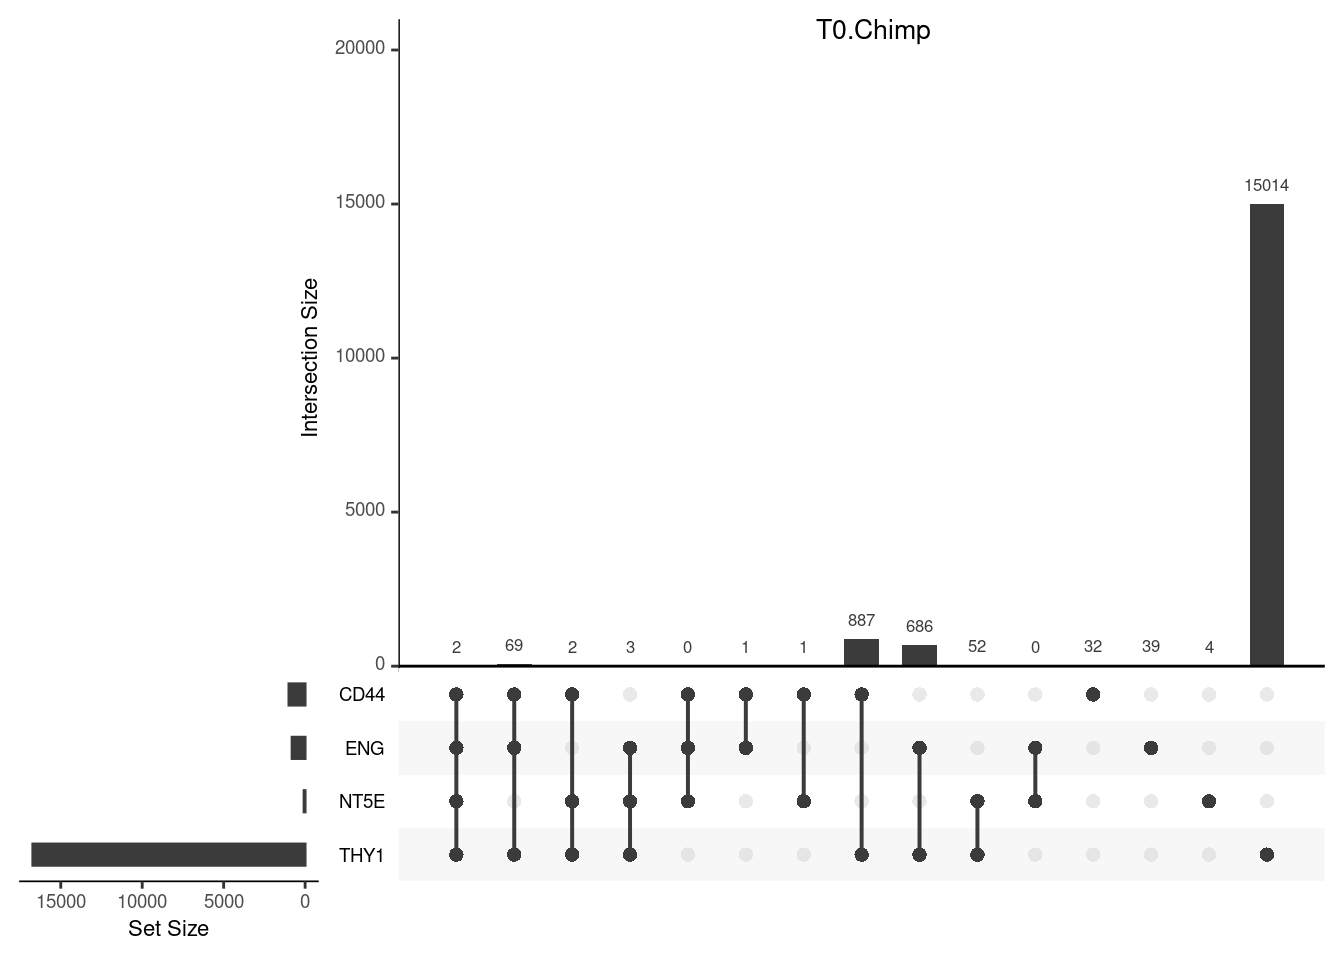 T0.Chimp
20000
15000
10000
5000
0
Intersection Size
2 69 2 3 0 1 1 887 686 52 0 32 39 4 15014
CD44
ENG
NT5E
THY1
15000 10000 5000 0
Set Size